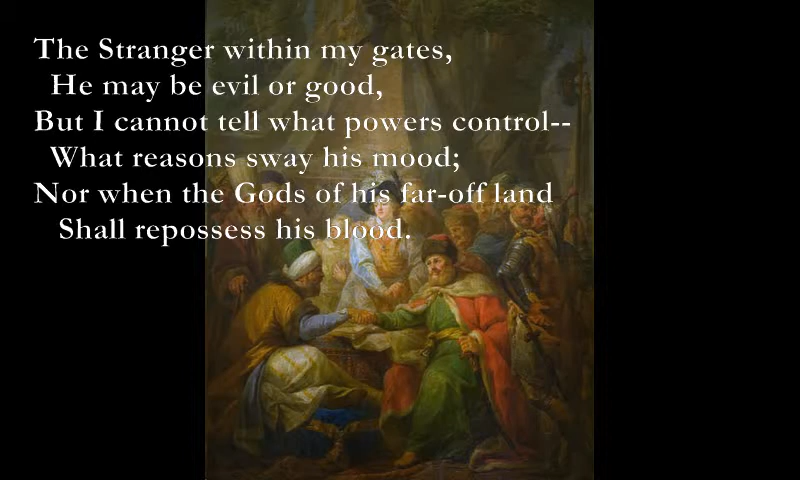 The Stranger within my gates,
He may be evil or good,
But I cannot tell what powers control--
What reasons sway his mood;
Nor when the Gods of his far-off land
Shall repossess his blood.